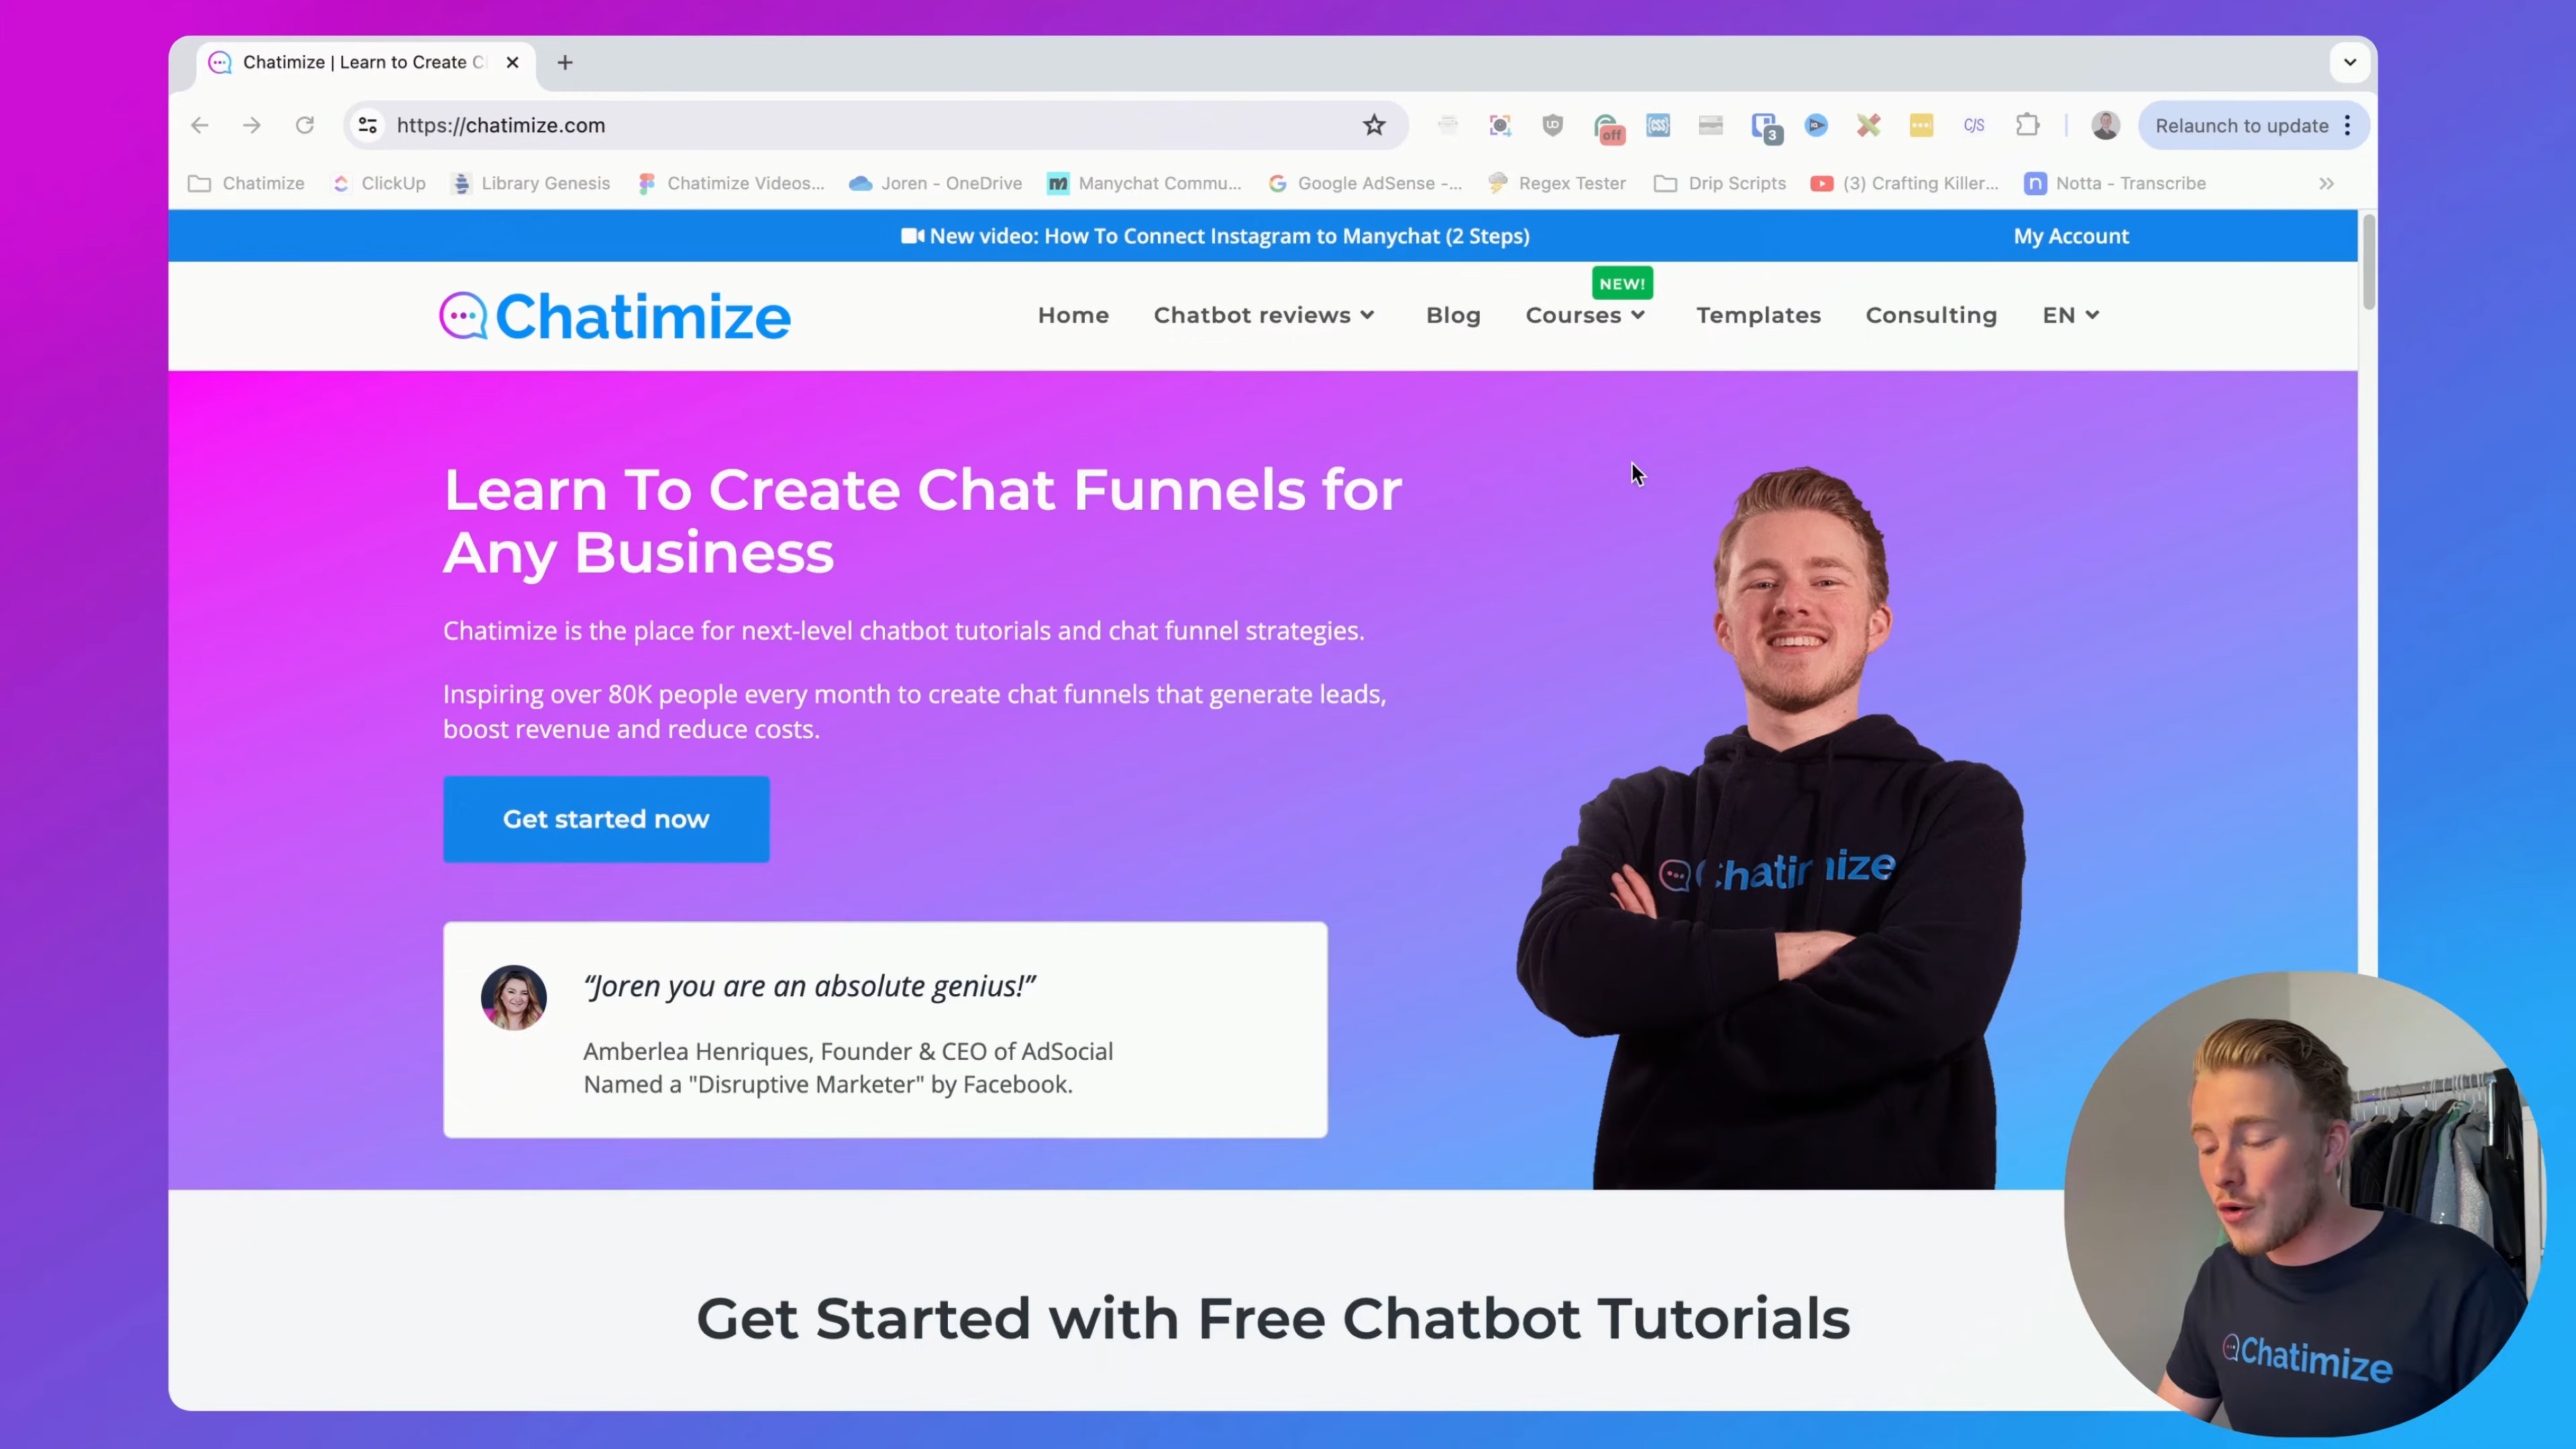 Chatimize | Learn to Create C
https://chatimize.com
off
{CSS}
3
C/S
Relaunch to update
Chatimize
ClickUp
Library Genesis
Chatimize Videos...
Joren - OneDrive
Manychat Commu...
Google AdSense -...
Regex Tester
Drip Scripts
(3) Crafting Killer...
Notta - Transcribe
New video: How To Connect Instagram to Manychat (2 Steps)
My Account
Chatimize
Home
Chatbot reviews
Blog
NEW!
Courses
Templates
Consulting
EN
Learn To Create Chat Funnels for
Any Business
Chatimize is the place for next-level chatbot tutorials and chat funnel strategies.
Inspiring over 80K people every month to create chat funnels that generate leads,
boost revenue and reduce costs.
Get started now
“Joren you are an absolute genius!”
Amberlea Henriques, Founder & CEO of AdSocial
Named a "Disruptive Marketer" by Facebook.
Chatimize
Get Started with Free Chatbot Tutorials
Chatimize